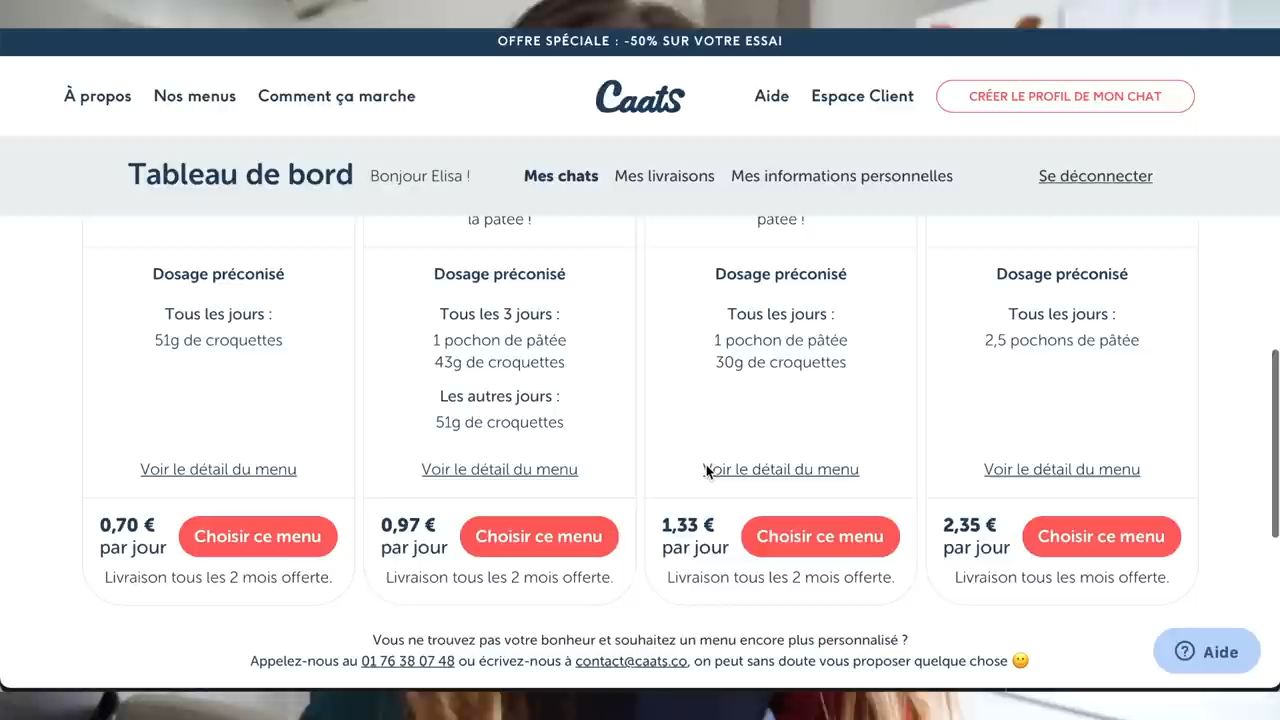 OFFRE SPÉCIALE : -50% SUR VOTRE ESSAI
À propos Nos menus Comment ça marche Caats Aide Espace Client CRÉER LE PROFIL DE MON CHAT
Tableau de bord Bonjour Elisa ! Mes chats Mes livraisons Mes informations personnelles Se déconnecter
la pâtée !
pâtée !
Dosage préconisé
Tous les jours :
51g de croquettes
Voir le détail du menu
0,70 €
par jour
Choisir ce menu
Livraison tous les 2 mois offerte.
Dosage préconisé
Tous les 3 jours :
1 pochon de pâtée
43g de croquettes
Les autres jours :
51g de croquettes
Voir le détail du menu
0,97 €
par jour
Choisir ce menu
Livraison tous les 2 mois offerte.
Dosage préconisé
Tous les jours :
1 pochon de pâtée
30g de croquettes
Voir le détail du menu
1,33 €
par jour
Choisir ce menu
Livraison tous les 2 mois offerte.
Dosage préconisé
Tous les jours :
2,5 pochons de pâtée
Voir le détail du menu
2,35 €
par jour
Choisir ce menu
Livraison tous les mois offerte.
Vous ne trouvez pas votre bonheur et souhaitez un menu encore plus personnalisé ?
Appelez-nous au 01 76 38 07 48 ou écrivez-nous à contact@caats.co, on peut sans doute vous proposer quelque chose 🙂
Aide